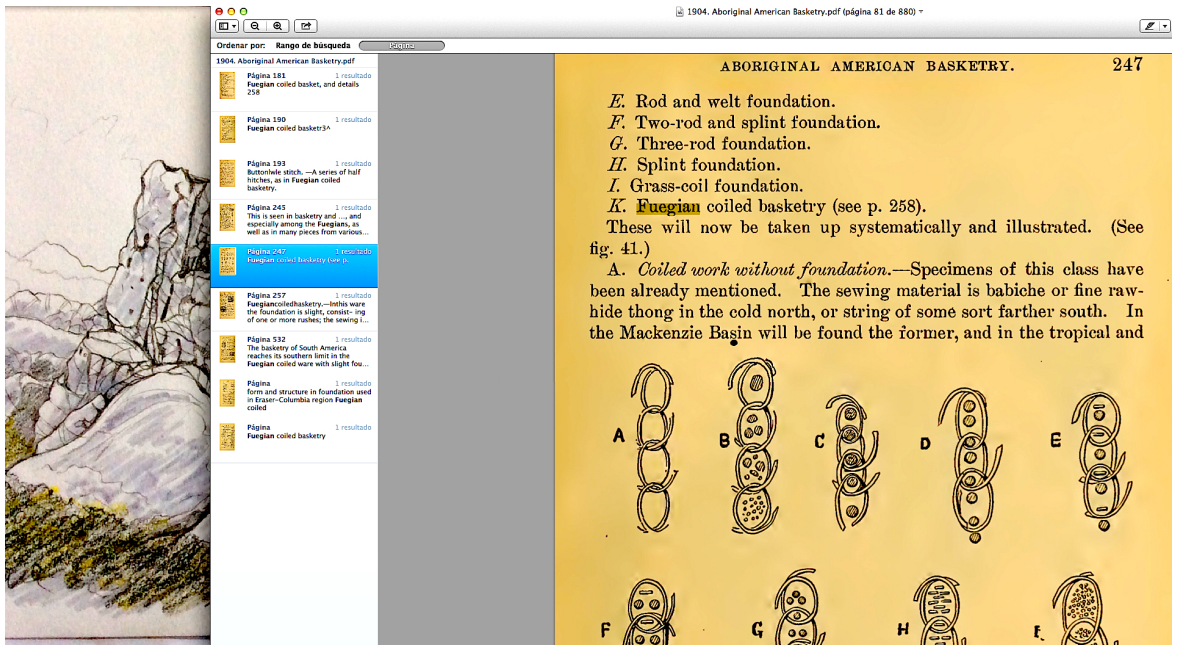 1904. Aboriginal American Basketry.pdf (página 81 de 880)
Ordenar por: Rango de búsqueda Página
1904. Aboriginal American Basketry.pdf
Página 181 1 resultado
Fuegian coiled basket, and details
258
Página 190 1 resultado
Fuegian coiled basketr3^
Página 193 1 resultado
Buttonlwle stitch. —A series of half
hitches, as in Fuegian coiled
basketry.
Página 245 1 resultado
This is seen in basketry and ..., and
especially among the Fuegians, as
well as in many pieces from various...
Página 247 1 resultado
Fuegian coiled basketry (see p.
Página 257 1 resultado
Fuegiancoiledhasketry.—Inthis ware
the foundation is slight, consist- ing
of one or more rushes; the sewing i...
Página 532 1 resultado
The basketry of South America
reaches its southern limit in the
Fuegian coiled ware with slight fou...
Página 1 resultado
form and structure in foundation used
in Eraser-Columbia region Fuegian
coiled
Página 1 resultado
Fuegian coiled basketry
ABORIGINAL AMERICAN BASKETRY. 247
E. Rod and welt foundation.
F. Two-rod and splint foundation.
G. Three-rod foundation.
H. Splint foundation.
I. Grass-coil foundation.
K. Fuegian coiled basketry (see p. 258).
These will now be taken up systematically and illustrated. (See
fig. 41.)
A. Coiled work without foundation.—Specimens of this class have
been already mentioned. The sewing material is babiche or fine raw-
hide thong in the cold north, or string of some sort farther south. In
the Mackenzie Basin will be found the former, and in the tropical and
A B C D E
F G H I